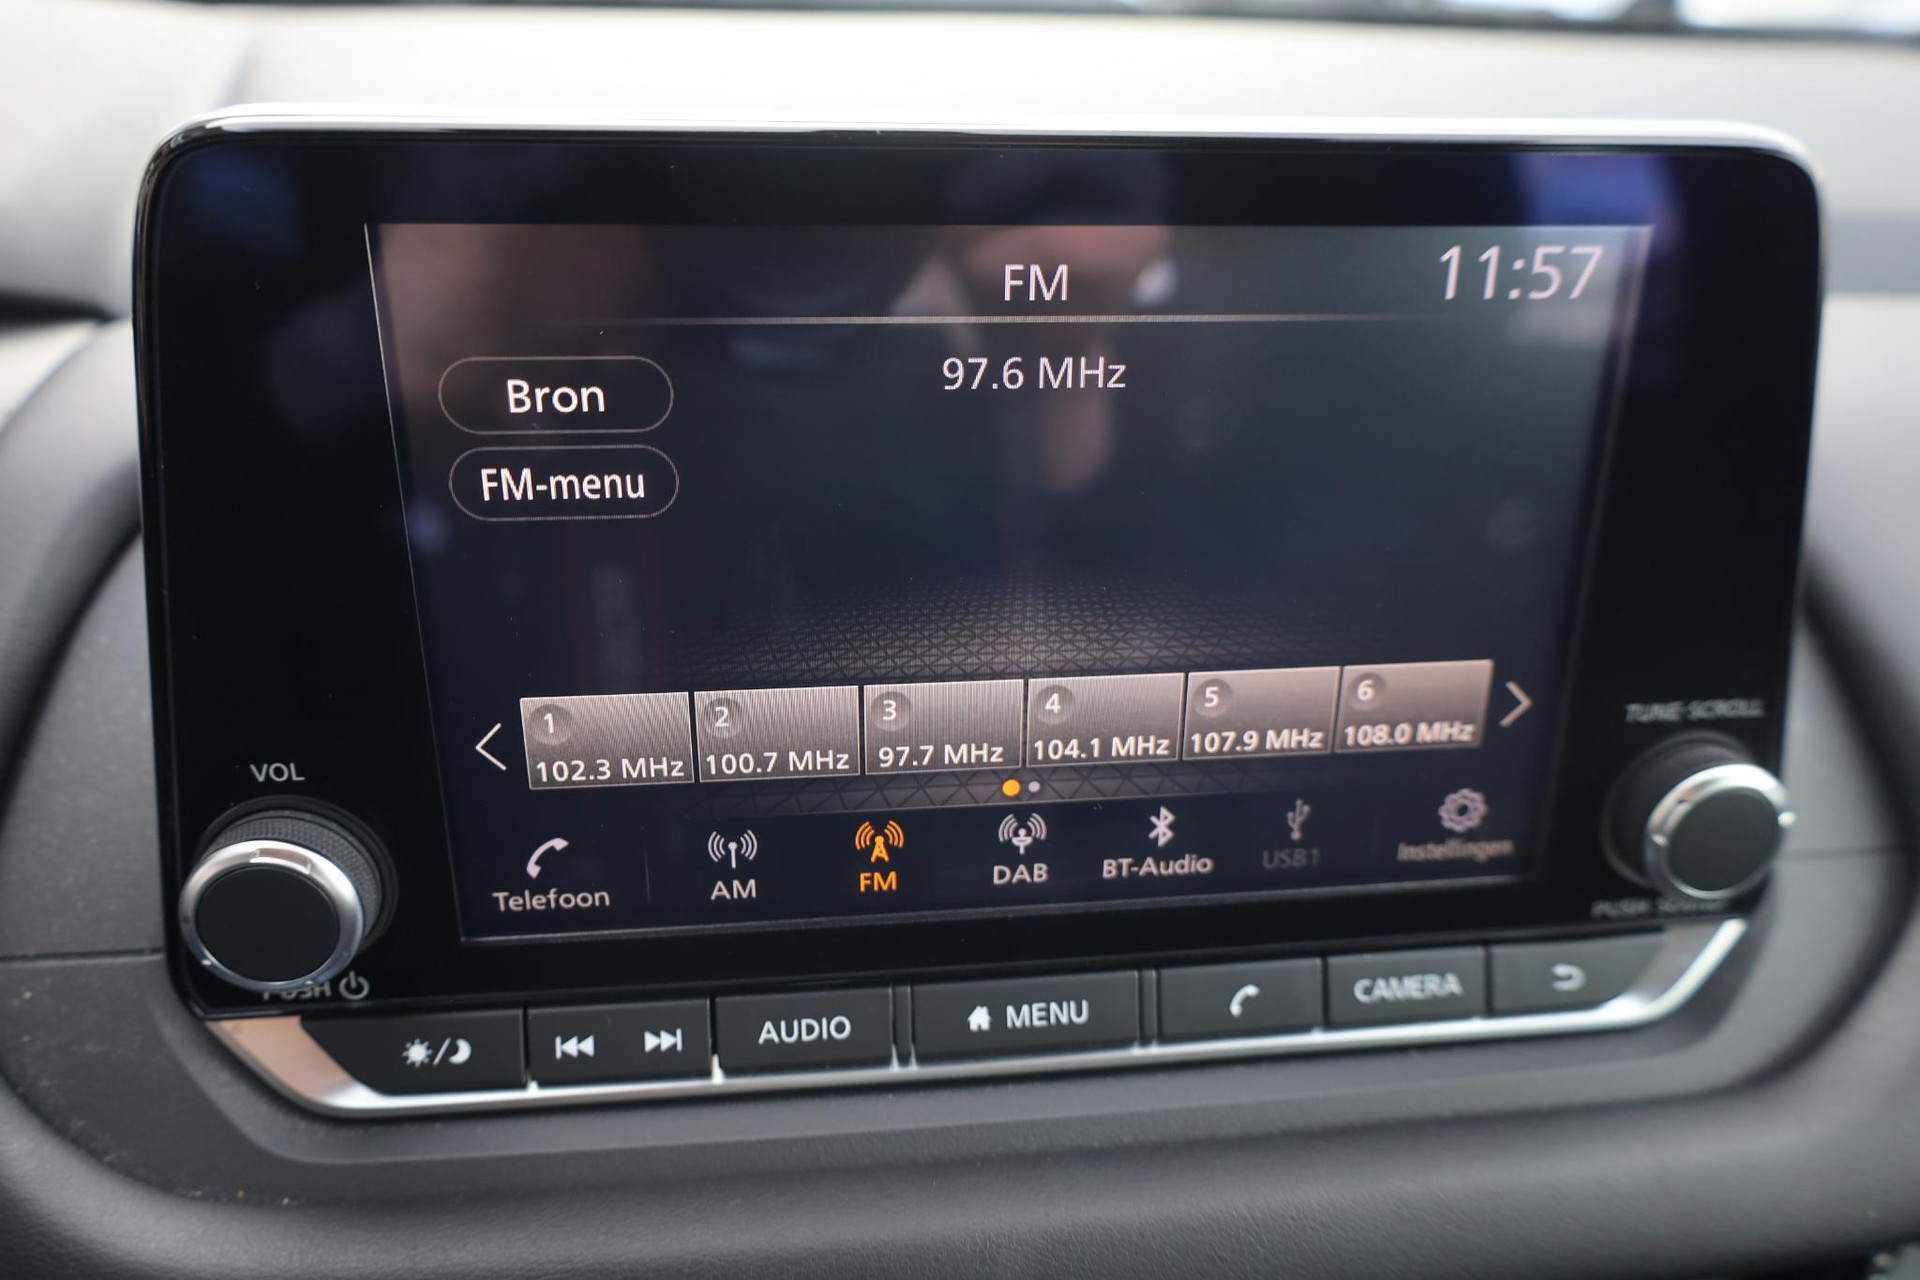 FM
11:57
97.6 MHz
Bron
FM-menu
1
102.3 MHz
2
100.7 MHz
3
97.7 MHz
4
104.1 MHz
5
107.9 MHz
6
108.0 MHz
Telefoon
AM
FM
DAB
BT-Audio
USB1
Instellingen
VOL
PUSH
TUNE·SCROLL
PUSH
AUDIO
MENU
CAMERA